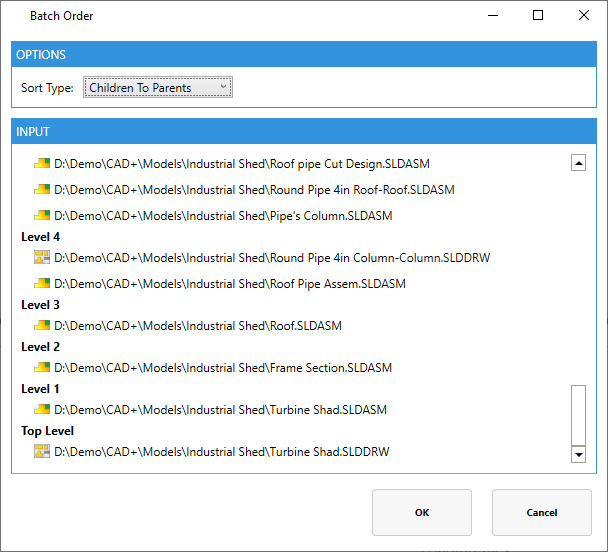 Batch Order
OPTIONS
Sort Type: Children To Parents
INPUT
D:\Demo\CAD+\Models\Industrial Shed\Roof pipe Cut Design.SLDASM
D:\Demo\CAD+\Models\Industrial Shed\Round Pipe 4in Roof-Roof.SLDASM
D:\Demo\CAD+\Models\Industrial Shed\Pipe's Column.SLDASM
Level 4
D:\Demo\CAD+\Models\Industrial Shed\Round Pipe 4in Column-Column.SLDDRW
D:\Demo\CAD+\Models\Industrial Shed\Roof Pipe Assem.SLDASM
Level 3
D:\Demo\CAD+\Models\Industrial Shed\Roof.SLDASM
Level 2
D:\Demo\CAD+\Models\Industrial Shed\Frame Section.SLDASM
Level 1
D:\Demo\CAD+\Models\Industrial Shed\Turbine Shad.SLDASM
Top Level
D:\Demo\CAD+\Models\Industrial Shed\Turbine Shad.SLDDRW
OK Cancel